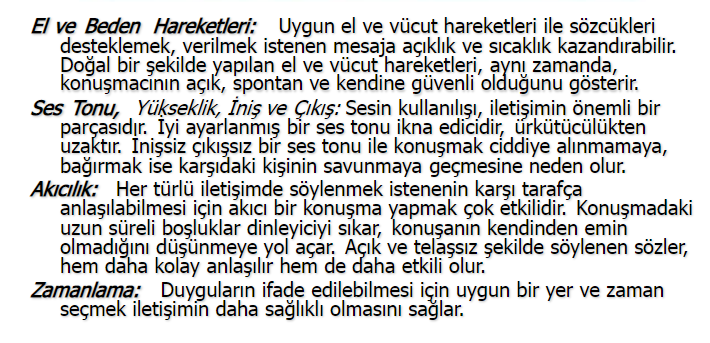 El ve Beden Hareketleri: Uygun el ve vücut hareketleri ile sözcükleri
desteklemek, verilmek istenen mesaja açıklık ve sıcaklık kazandırabilir.
Doğal bir şekilde yapılan el ve vücut hareketleri, aynı zamanda,
konuşmacının açık, spontan ve kendine güvenli olduğunu gösterir.
Ses Tonu, Yükseklik, İniş ve Çıkış: Sesin kullanılışı, iletişimin önemli bir
parçasıdır. İyi ayarlanmış bir ses tonu ikna edicidir, ürkütücülükten
uzaktır. İnişsiz çıkışsız bir ses tonu ile konuşmak ciddiye alınmamaya,
bağırmak ise karşıdaki kişinin savunmaya geçmesine neden olur.
Akıcılık: Her türlü iletişimde söylenmek istenenin karşı tarafça
anlaşılabilmesi için akıcı bir konuşma yapmak çok etkilidir. Konuşmadaki
uzun süreli boşluklar dinleyiciyi sıkar, konuşanın kendinden emin
olmadığını düşünmeye yol açar. Açık ve telaşsız şekilde söylenen sözler,
hem daha kolay anlaşılır hem de daha etkili olur.
Zamanlama: Duyguların ifade edilebilmesi için uygun bir yer ve zaman
seçmek iletişimin daha sağlıklı olmasını sağlar.